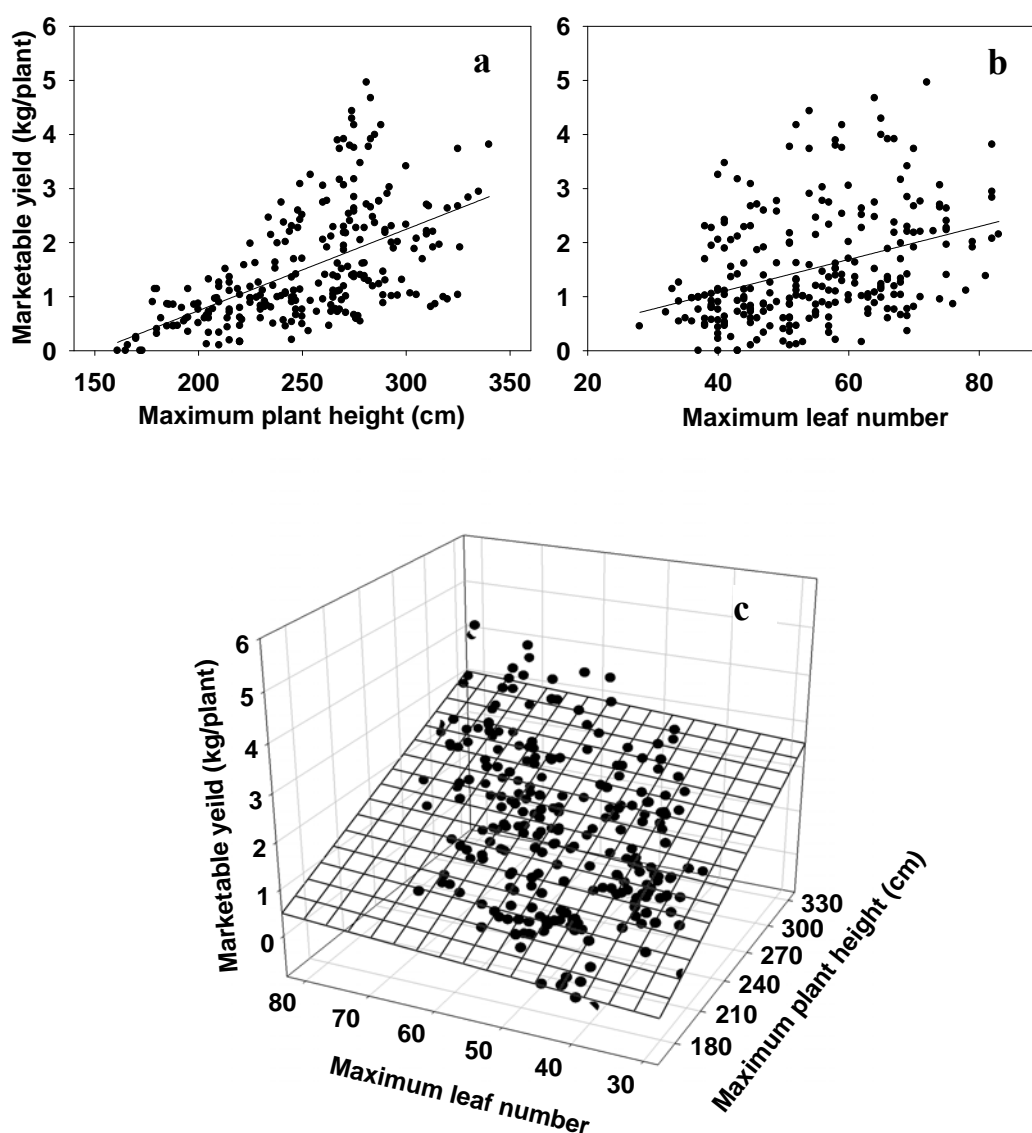 a
Marketable yield (kg/plant)
6
5
4
3
2
1
0
150 200 250 300 350
Maximum plant height (cm)
b
6
5
4
3
2
1
0
20 40 60 80
Maximum leaf number
c
Marketable yeild (kg/plant)
6
5
4
3
2
1
0
80 70 60 50 40 30
Maximum leaf number
330
300
270
240
210
180
Maximum plant height (cm)